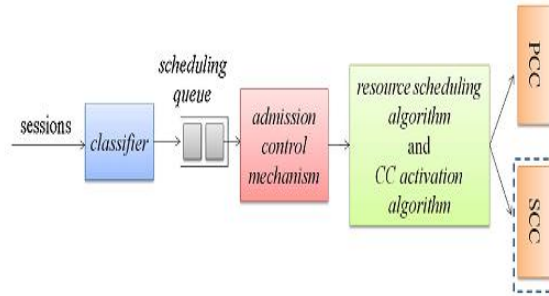 sessions
classifier
scheduling
queue
admission
control
mechanism
resource scheduling
algorithm
and
CC activation
algorithm
PCC
SCC